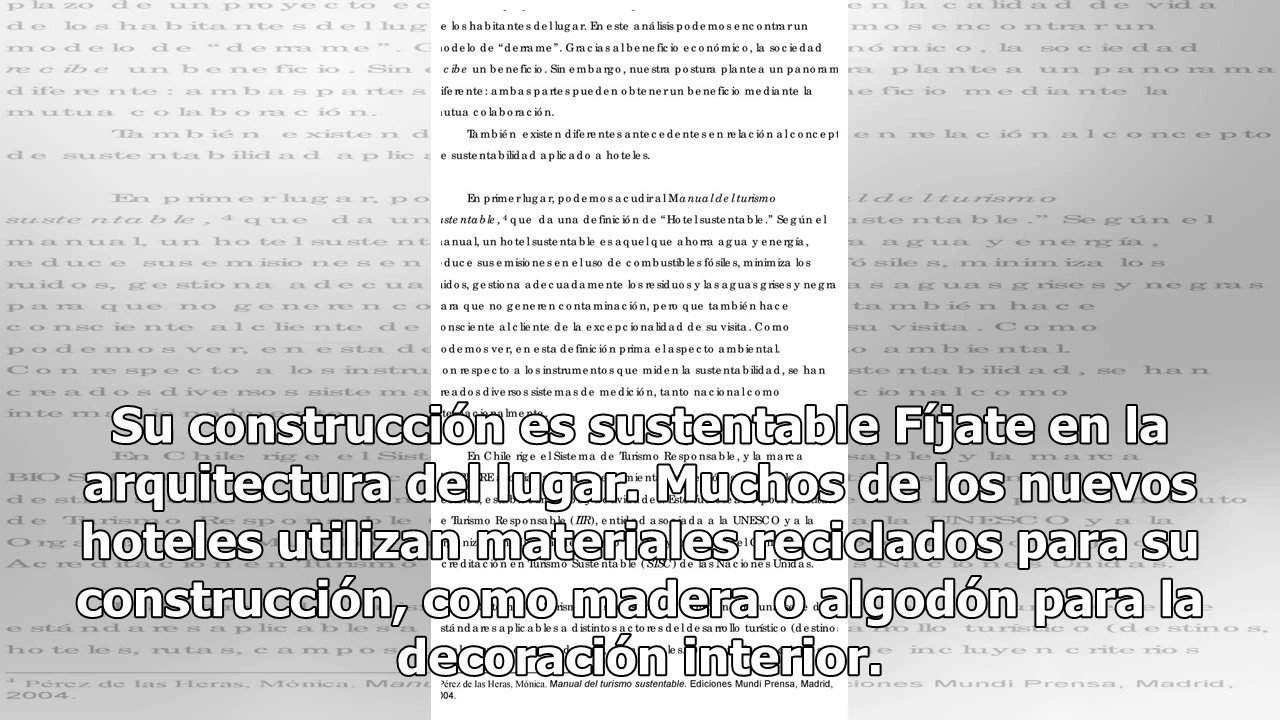 e los habitantes del lugar. En este análisis podemos encontrar un
odelo de “derrame”. Gracias al beneficio económico, la sociedad
cibe un beneficio. Sin embargo, nuestra postura plantea un panoram
iferente: ambas partes pueden obtener un beneficio mediante la
utua colaboración.
También existen diferentes antecedentes en relación al concept
e sustentabilidad aplicado a hoteles.
En primer lugar, podemos acudir al Manual del turismo
ustentable,⁴ que da una definición de “Hotel sustentable.” Según el
anual, un hotel sustentable es aquel que ahorra agua y energía,
educe sus emisiones en el uso de combustibles fósiles, minimiza los
uidos, gestiona adecuadamente los residuos y las aguas grises y negra
ara que no generen contaminación, pero que también hace
onsciente al cliente de la excepcionalidad de su visita. Como
odemos ver, en esta definición prima el aspecto ambiental.
on respecto a los instrumentos que miden la sustentabilidad, se han
readosdiversos sistemas de medición, tanto nacional como
Su construcción es sustentable Fíjate en la
En Chile rige el Sistema de Turismo Responsable, y la marca
arquitectura del lugar. Muchos de los nuevos
e Turismo Responsable (IIR), entidad asociada a la UNESCO y a la
hoteles utilizan materiales reciclados para su
creditación en Turismo Sustentable (SISC) de las Naciones Unidas.
construcción, como madera o algodón para la
stándares aplicables a distintos actores del desarrollo turístico (destino
decoración interior.
Pérez de las Heras, Mónica. Manual del turismo sustentable. Ediciones Mundi Prensa, Madrid,
004.